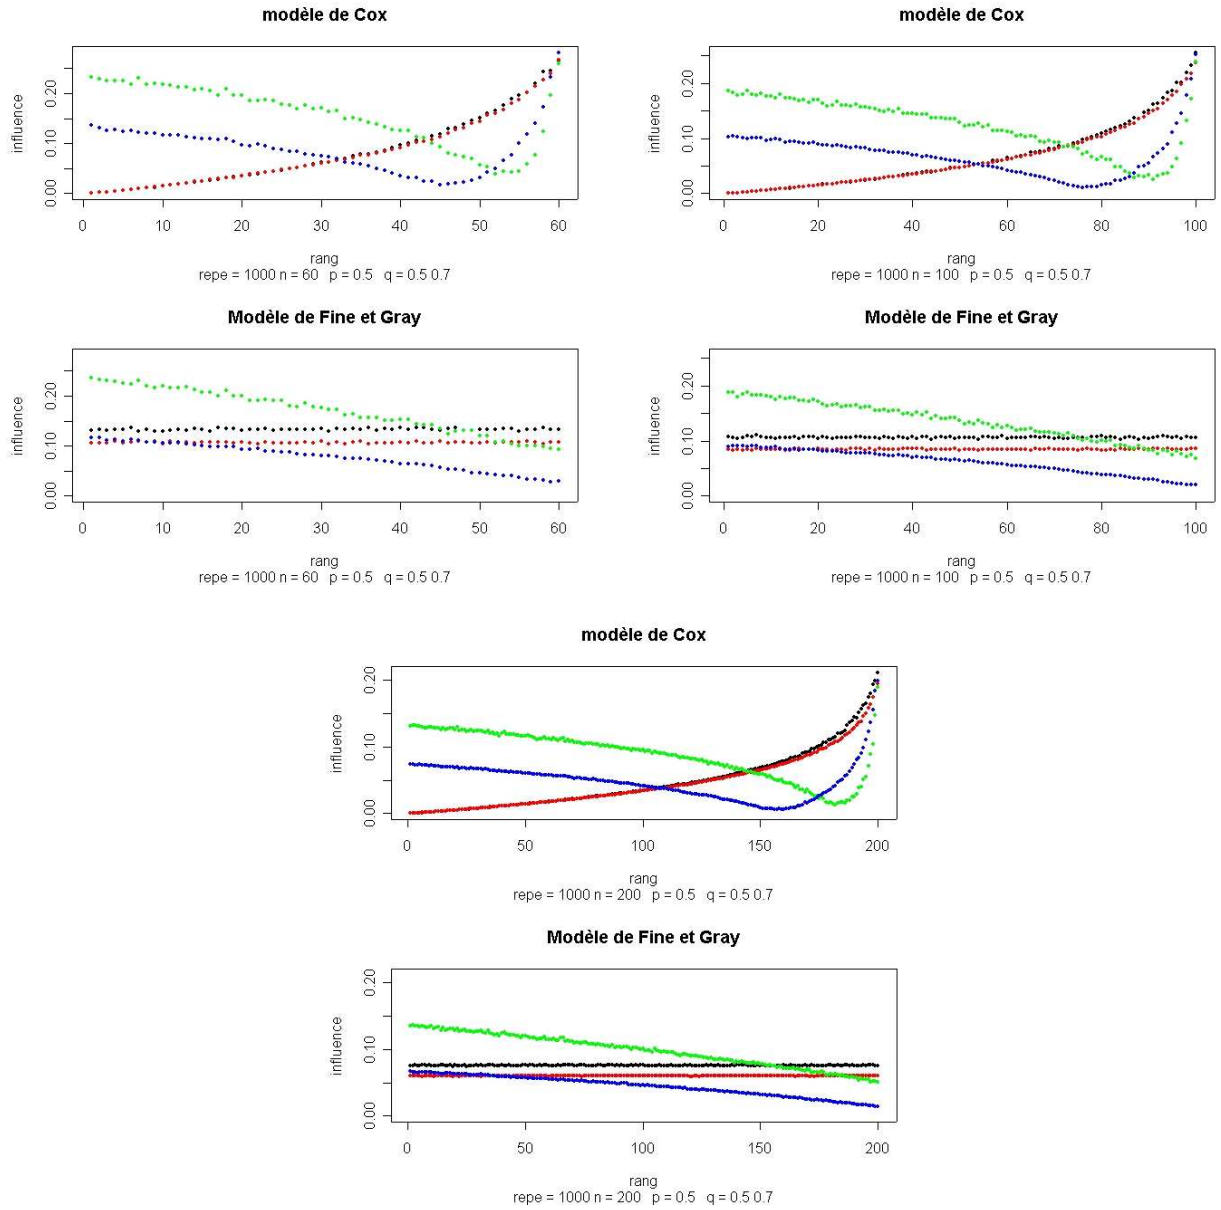 modèle de Cox
0.20
0.10
0.00
influence
0 10 20 30 40 50 60
rang
repe = 1000 n = 60 p = 0.5 q = 0.5 0.7
modèle de Cox
0.20
0.10
0.00
influence
0 20 40 60 80 100
rang
repe = 1000 n = 100 p = 0.5 q = 0.5 0.7
Modèle de Fine et Gray
0.20
0.10
0.00
influence
0 10 20 30 40 50 60
rang
repe = 1000 n = 60 p = 0.5 q = 0.5 0.7
Modèle de Fine et Gray
0.20
0.10
0.00
influence
0 20 40 60 80 100
rang
repe = 1000 n = 100 p = 0.5 q = 0.5 0.7
modèle de Cox
0.20
0.10
0.00
influence
0 50 100 150 200
rang
repe = 1000 n = 200 p = 0.5 q = 0.5 0.7
Modèle de Fine et Gray
0.20
0.10
0.00
influence
0 50 100 150 200
rang
repe = 1000 n = 200 p = 0.5 q = 0.5 0.7